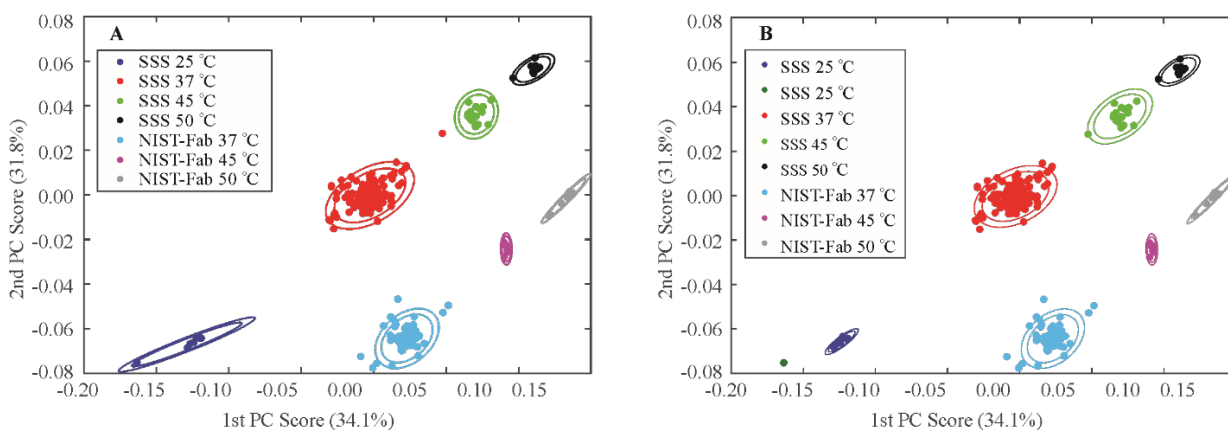 A
SSS 25 °C
SSS 37 °C
SSS 45 °C
SSS 50 °C
NIST-Fab 37 °C
NIST-Fab 45 °C
NIST-Fab 50 °C
2nd PC Score (31.8%)
0.08
0.06
0.04
0.02
0.00
-0.02
-0.04
-0.06
-0.08
-0.20 -0.15 -0.10 0.00 0.05 0.10 0.15
1st PC Score (34.1%)
B
SSS 25 °C
SSS 25 °C
SSS 37 °C
SSS 45 °C
SSS 50 °C
NIST-Fab 37 °C
NIST-Fab 45 °C
NIST-Fab 50 °C
2nd PC Score (31.8%)
0.08
0.06
0.04
0.02
0.00
-0.02
-0.04
-0.06
-0.08
-0.20 -0.15 -0.10 0.00 0.05 0.10 0.15
1st PC Score (34.1%)